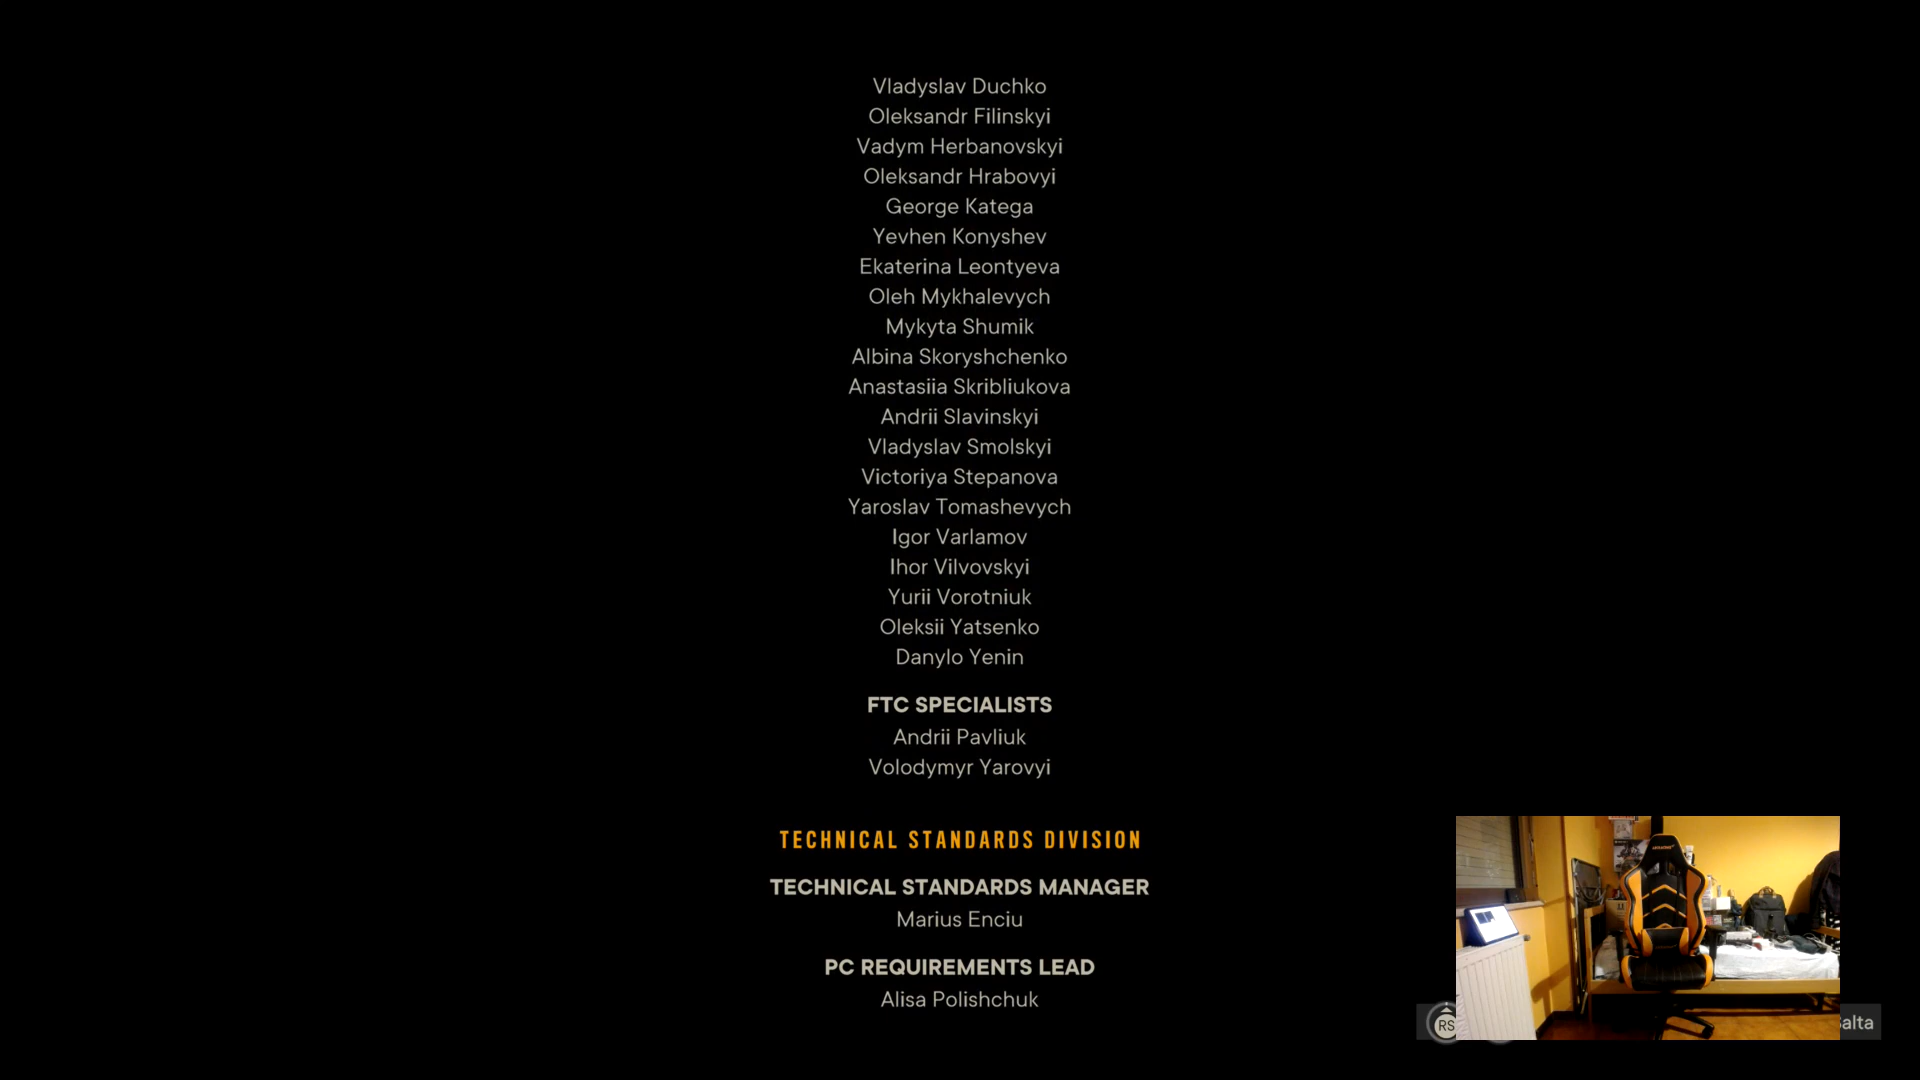 Vladyslav Duchko
Oleksandr Filinskyi
Vadym Herbanovskyi
Oleksandr Hrabovyi
George Katega
Yevhen Konyshev
Ekaterina Leontyeva
Oleh Mykhalevych
Mykyta Shumik
Albina Skoryshchenko
Anastasiia Skribliukova
Andrii Slavinskyi
Vladyslav Smolskyi
Victoriya Stepanova
Yaroslav Tomashevych
Igor Varlamov
Ihor Vilvovskyi
Yurii Vorotniuk
Oleksii Yatsenko
Danylo Yenin
FTC SPECIALISTS
Andrii Pavliuk
Volodymyr Yarovyi
TECHNICAL STANDARDS DIVISION
TECHNICAL STANDARDS MANAGER
Marius Enciu
PC REQUIREMENTS LEAD
Alisa Polishchuk
RS alta